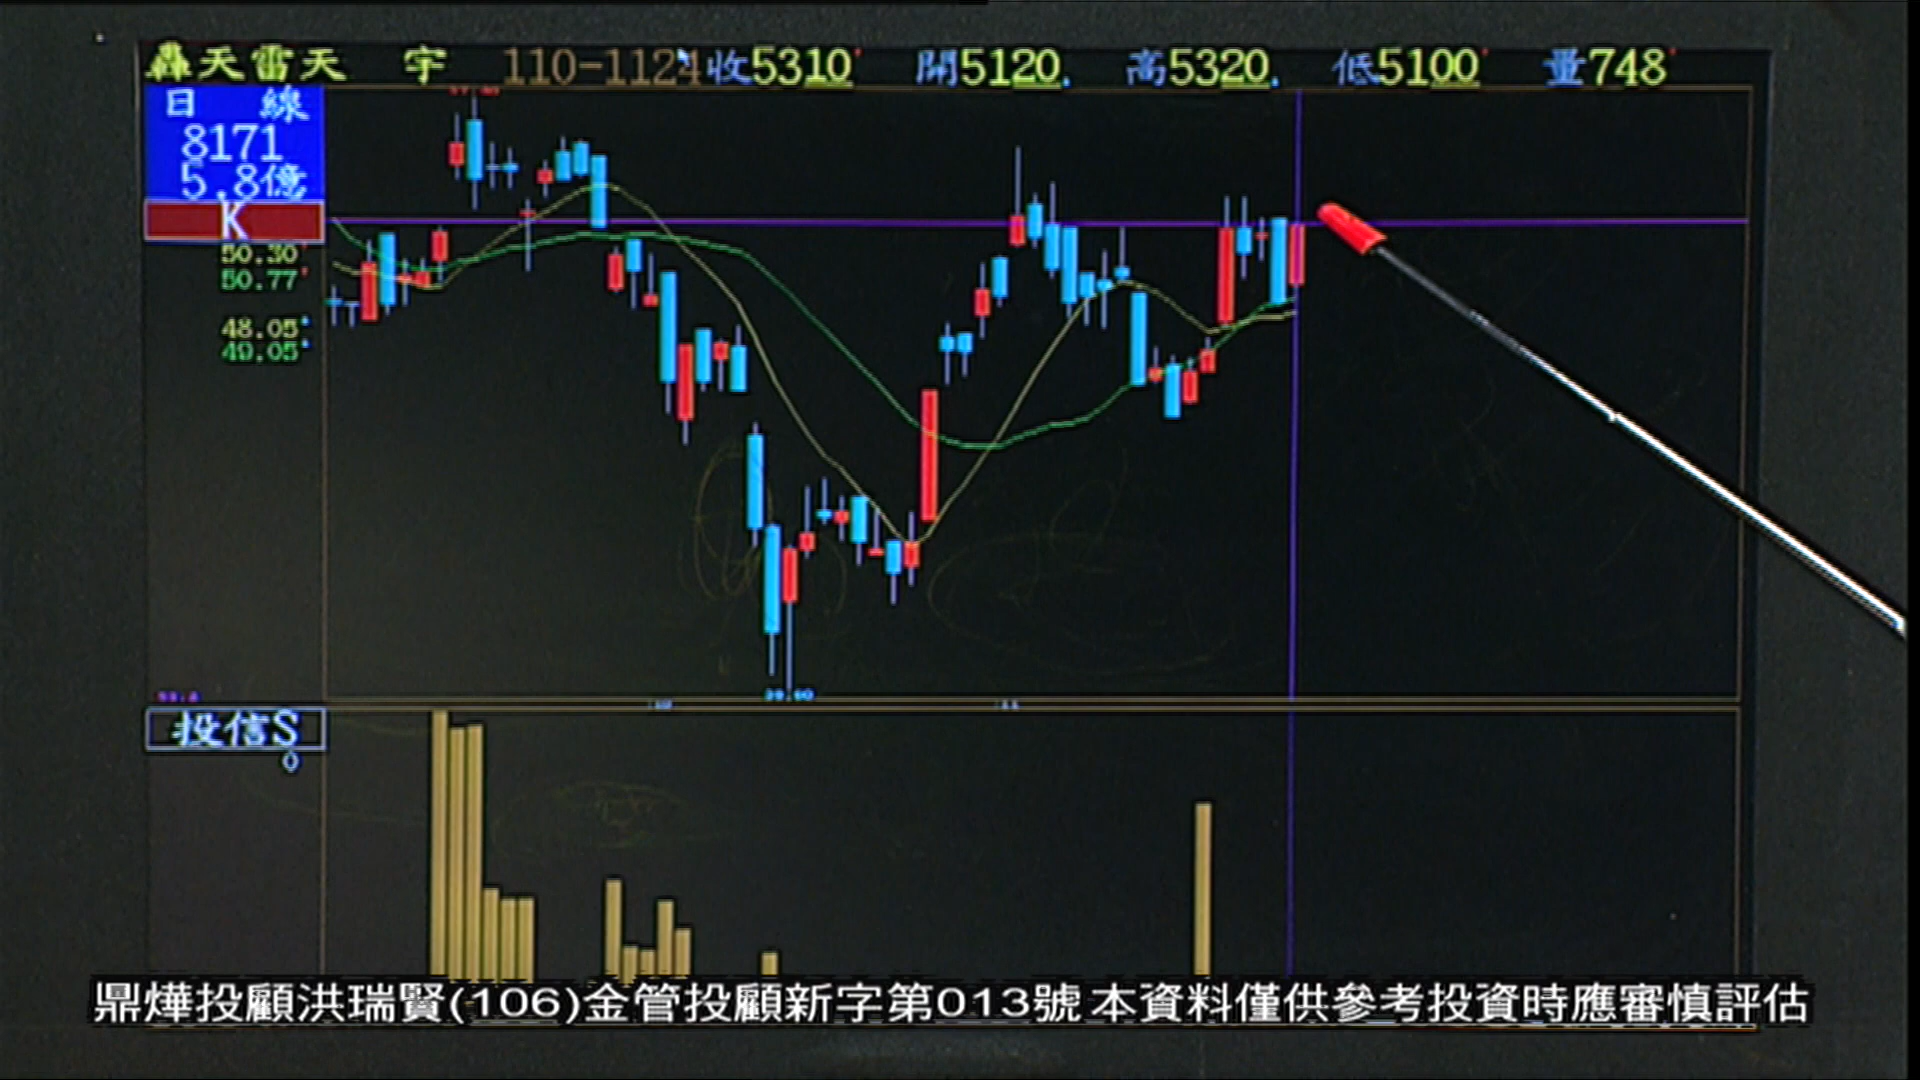 轟天雷天 宇 110-1124 收5310 開5120 高5320 低5100 量748
日 線
8171
5.8億
K
50.30
50.77
48.05
49.05
投信S
0
鼎燁投顧洪瑞賢(106)金管投顧新字第013號 本資料僅供參考投資時應審慎評估